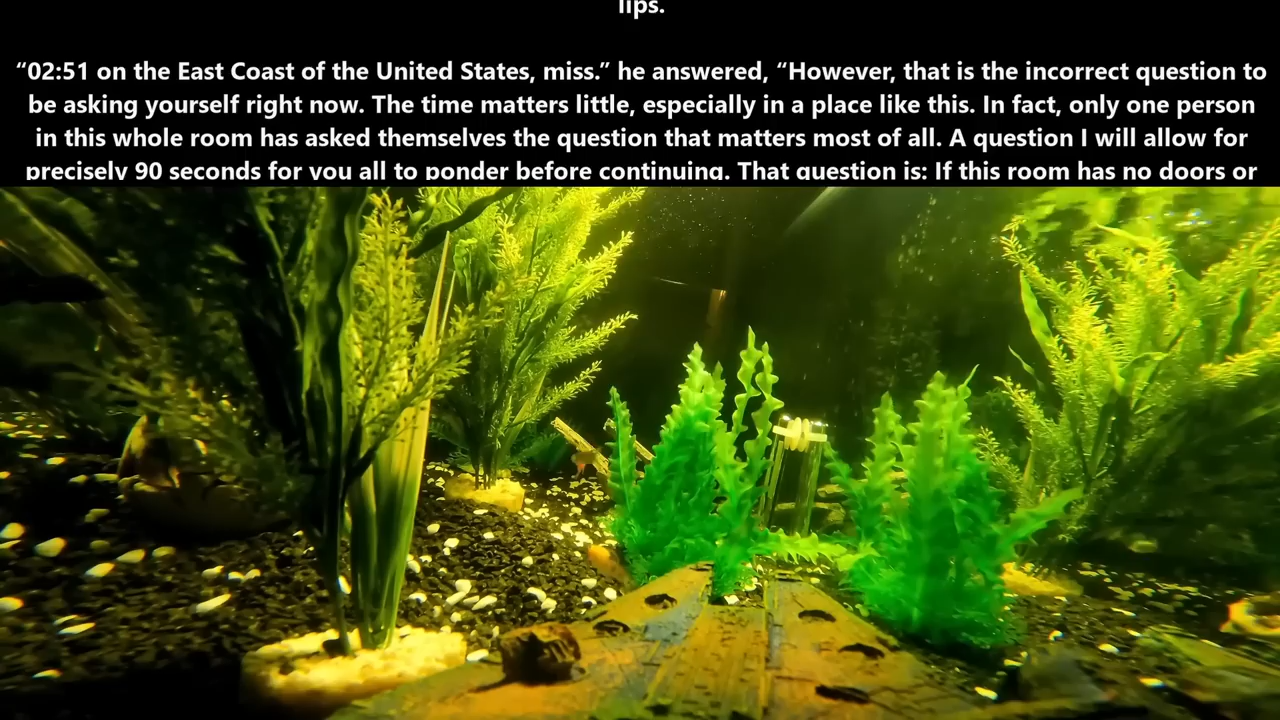 lips.
“02:51 on the East Coast of the United States, miss.” he answered, “However, that is the incorrect question to
be asking yourself right now. The time matters little, especially in a place like this. In fact, only one person
in this whole room has asked themselves the question that matters most of all. A question I will allow for
precisely 90 seconds for you all to ponder before continuing. That question is: If this room has no doors or